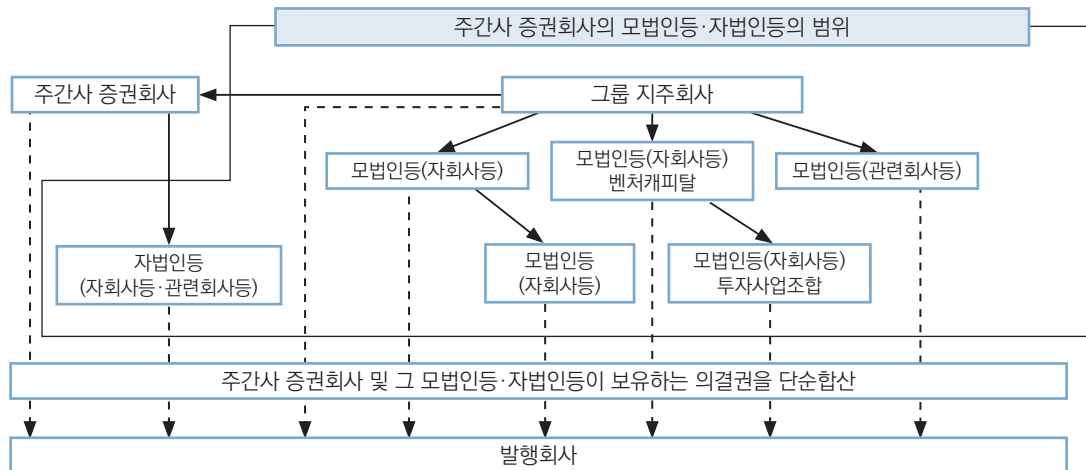 주간사 증권회사의 모법인등·자법인등의 범위
주간사 증권회사
그룹 지주회사
모법인등(자회사등)
모법인등(자회사등)
벤처캐피탈
모법인등(관련회사등)
자법인등
(자회사등·관련회사등)
모법인등
(자회사등)
모법인등(자회사등)
투자사업조합
주간사 증권회사 및 그 모법인등·자법인등이 보유하는 의결권을 단순합산
발행회사